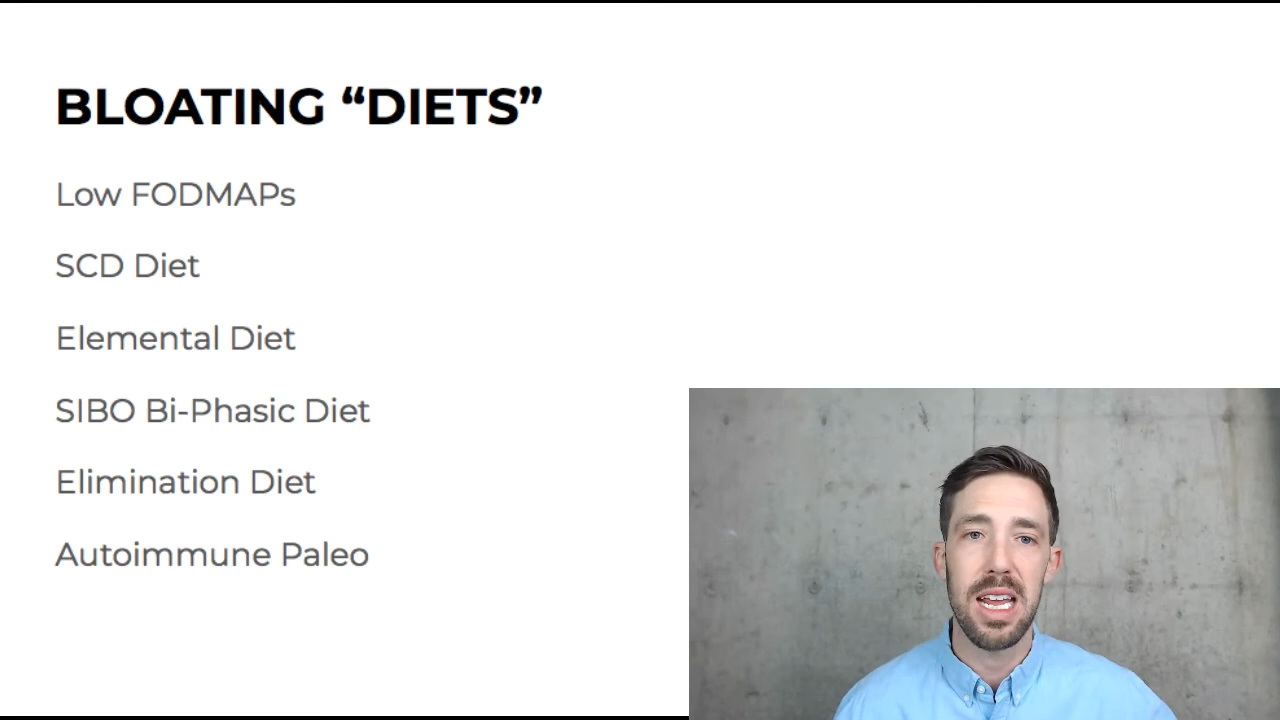 BLOATING “DIETS”
Low FODMAPs
SCD Diet
Elemental Diet
SIBO Bi-Phasic Diet
Elimination Diet
Autoimmune Paleo